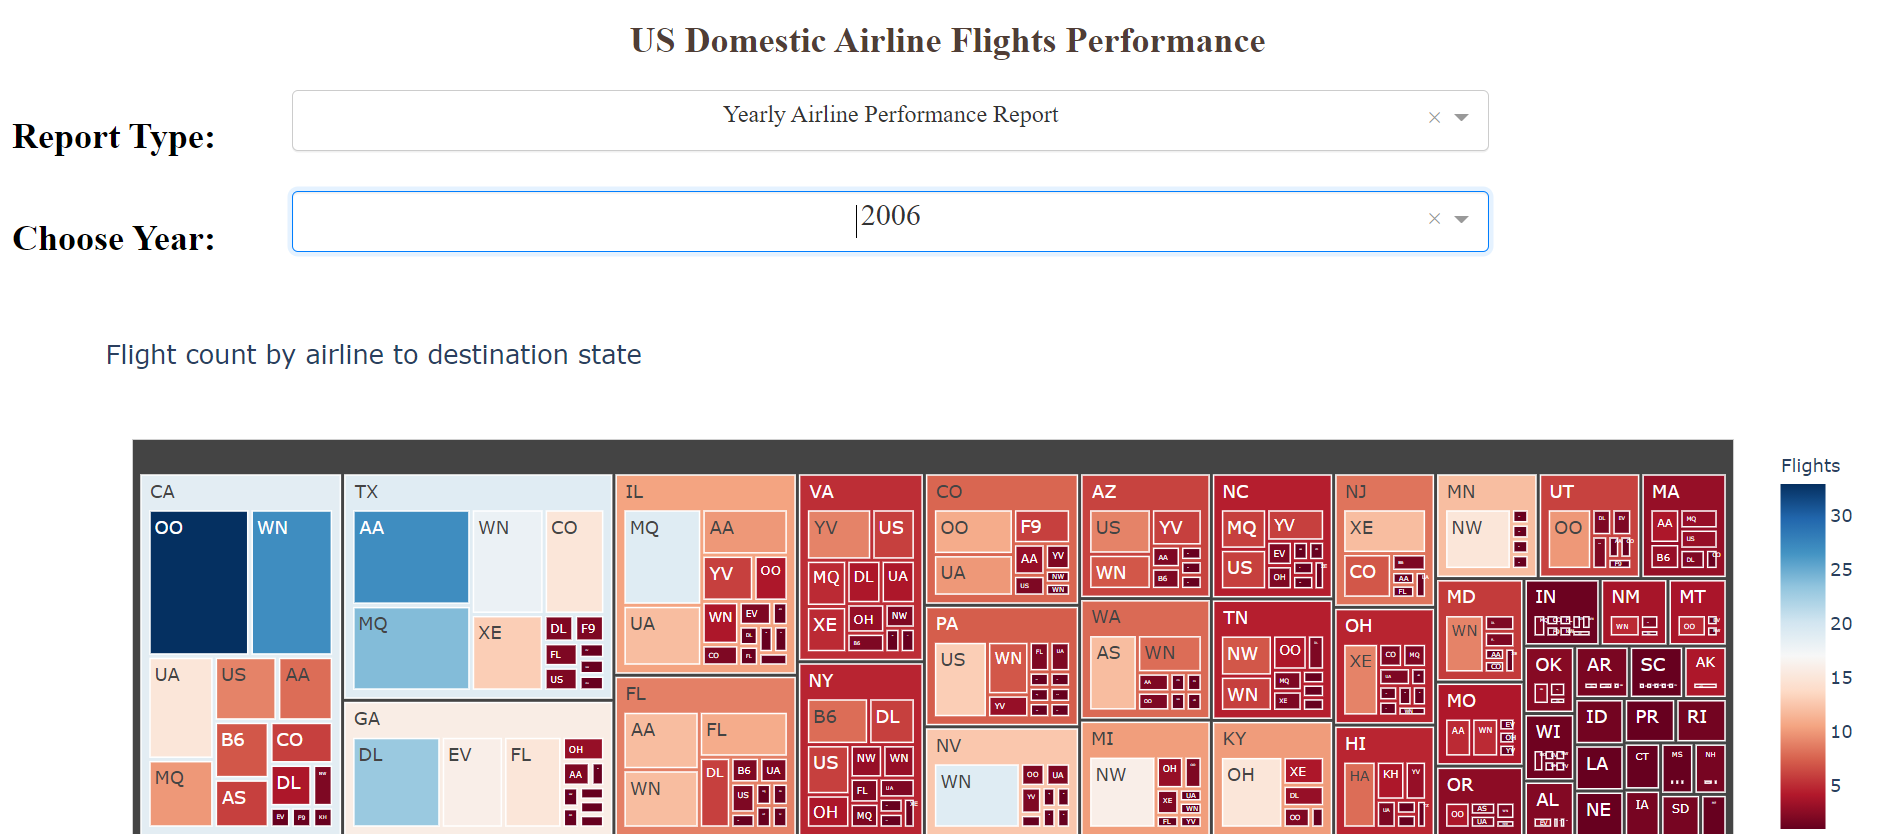 US Domestic Airline Flights Performance
Report Type:
Yearly Airline Performance Report
×
Choose Year:
2006
×
Flight count by airline to destination state
Flights
30
25
20
15
10
5
CA
OO
WN
UA
US
AA
B6
CO
MQ
AS
DL
EV
F9
KH
TX
AA
WN
CO
MQ
XE
DL
F9
FL
US
GA
DL
EV
FL
OH
AA
IL
MQ
AA
YV
OO
UA
WN
EV
DL
CO
FL
FL
AA
FL
WN
DL
B6
UA
US
VA
YV
US
MQ
DL
UA
XE
OH
NW
B6
NY
B6
DL
US
NW
WN
FL
UA
OH
MQ
XE
CO
OO
F9
UA
AA
YV
US
NW
WN
PA
US
WN
FL
UA
YV
NV
WN
OO
UA
YV
AZ
US
YV
WN
AA
B6
WA
AS
WN
AA
OO
MI
NW
OH
XE
UA
WN
FL
YV
NC
MQ
YV
US
EV
OH
TN
NW
OO
WN
MQ
XE
KY
OH
XE
DL
OO
NJ
XE
CO
AA
FL
OH
XE
CO
MQ
UA
WN
HI
HA
KH
YV
UA
MN
NW
MD
WN
AA
CO
MO
AA
WN
EV
OH
YV
OR
OO
AS
UA
UT
OO
DL
EV
F9
MA
AA
MQ
US
B6
DL
CO
IN
NM
WN
MT
OO
OK
AR
SC
AK
WI
ID
PR
RI
LA
CT
MS
NH
AL
EV
NE
IA
SD